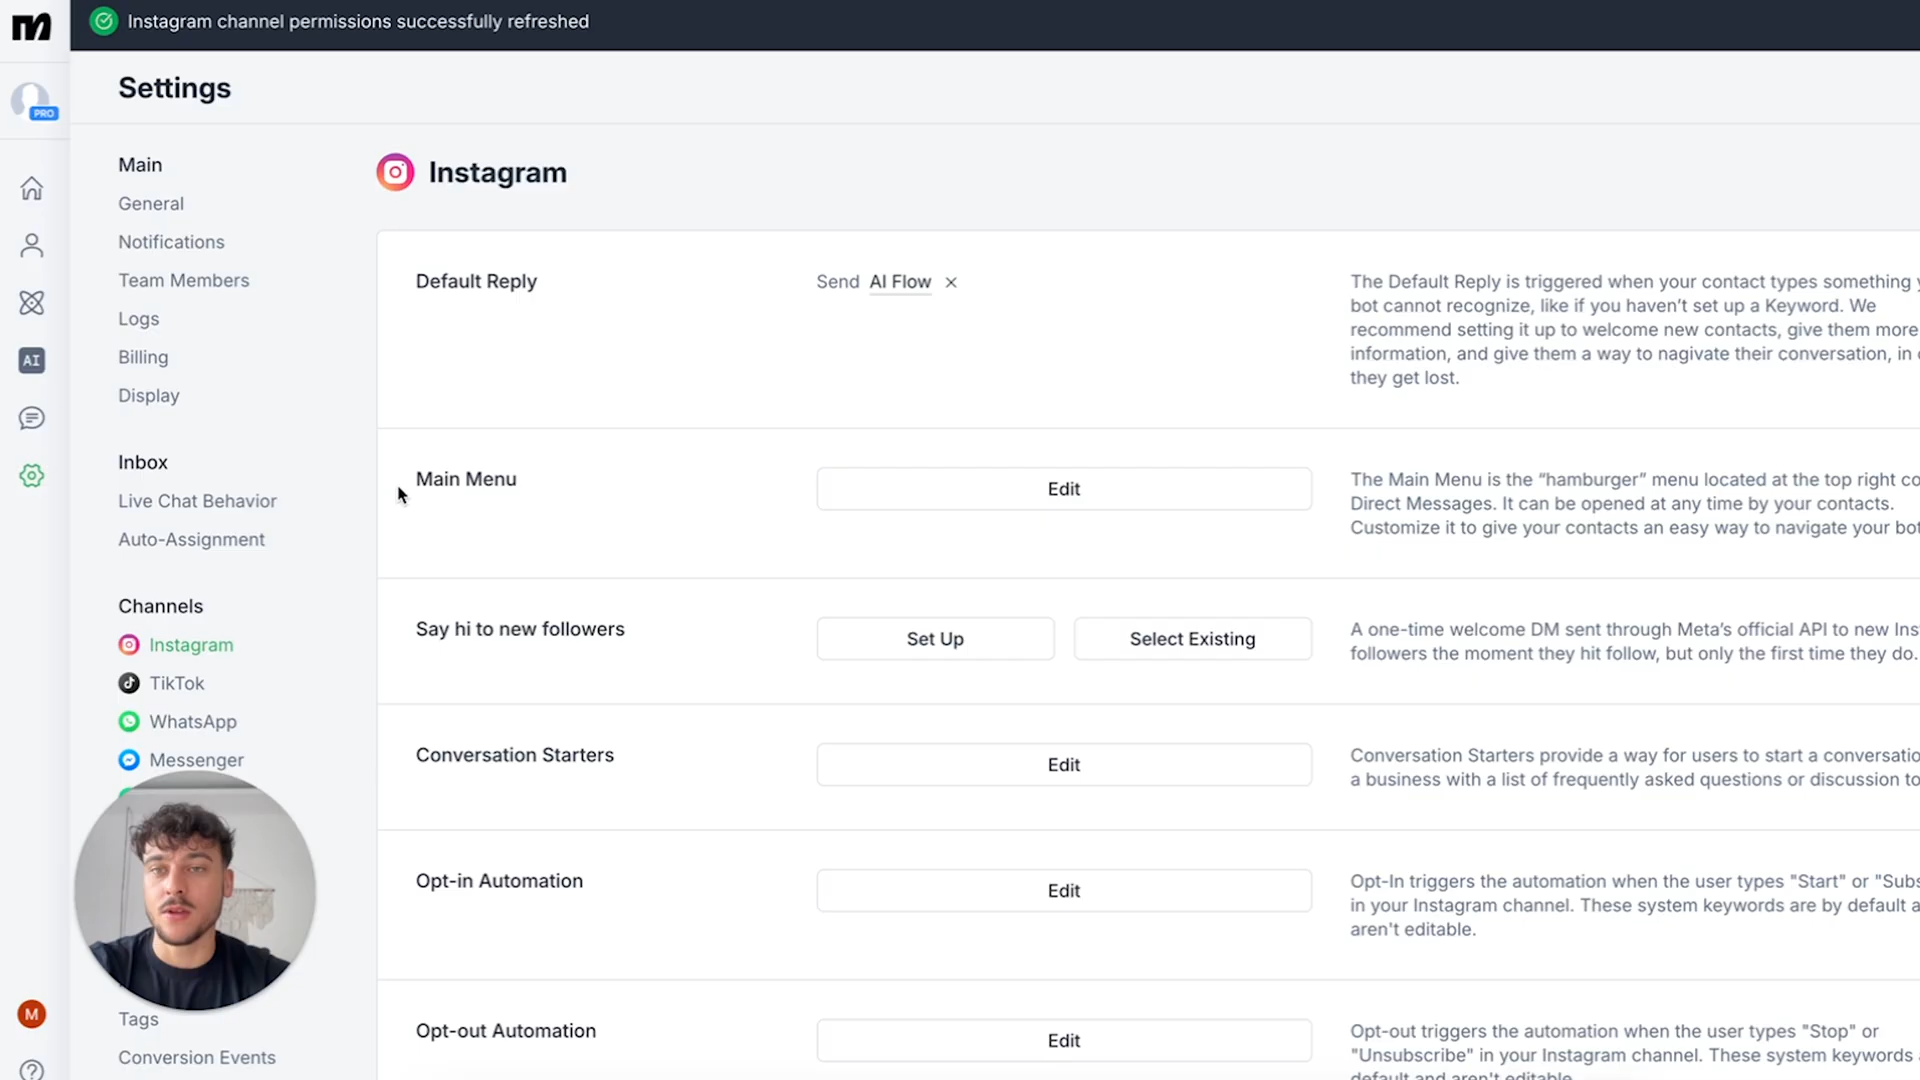 Instagram channel permissions successfully refreshed
Settings
PRO
Main
General
Notifications
Team Members
Logs
Billing
Display
Inbox
Live Chat Behavior
Auto-Assignment
Channels
Instagram
TikTok
WhatsApp
Messenger
Tags
Conversion Events
AI
M
Instagram
Default Reply
Send AI Flow
The Default Reply is triggered when your contact types something
bot cannot recognize, like if you haven't set up a Keyword. We
recommend setting it up to welcome new contacts, give them more
information, and give them a way to nagivate their conversation, in
they get lost.
Main Menu
Edit
The Main Menu is the “hamburger” menu located at the top right
Direct Messages. It can be opened at any time by your contacts.
Customize it to give your contacts an easy way to navigate your bot
Say hi to new followers
Set Up
Select Existing
A one-time welcome DM sent through Meta's official API to new
followers the moment they hit follow, but only the first time they do.
Conversation Starters
Edit
Conversation Starters provide a way for users to start a
a business with a list of frequently asked questions or discussion
Opt-in Automation
Edit
Opt-In triggers the automation when the user types "Start" or
in your Instagram channel. These system keywords are by default
aren't editable.
Opt-out Automation
Edit
Opt-out triggers the automation when the user types "Stop" or
"Unsubscribe" in your Instagram channel. These system keywords
default and aren't editable